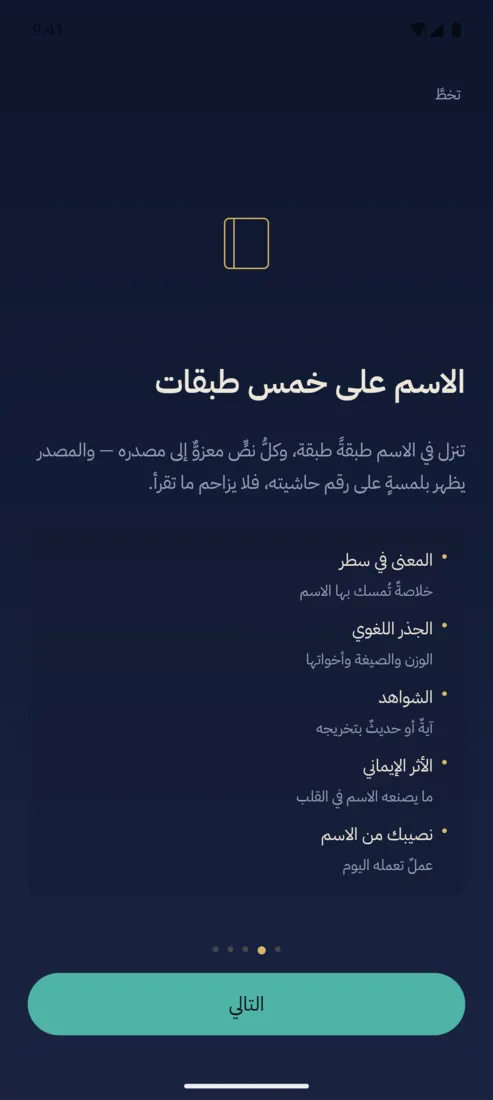 9:41
تخطَّ
الاسم على خمس طبقات
تنزل في الاسم طبقةً طبقة، وكلُّ نصٍّ معزوٌّ إلى مصدره — والمصدر
يظهر بلمسةٍ على رقم حاشيته، فلا يزاحم ما تقرأ.
• المعنى في سطر
خلاصةٌ تُمسك بها الاسم
• الجذر اللغوي
الوزن والصيغة وأخواتها
• الشواهد
آيةٌ أو حديثٌ بتخريجه
• الأثر الإيماني
ما يصنعه الاسم في القلب
• نصيبك من الاسم
عملٌ تعمله اليوم
التالي